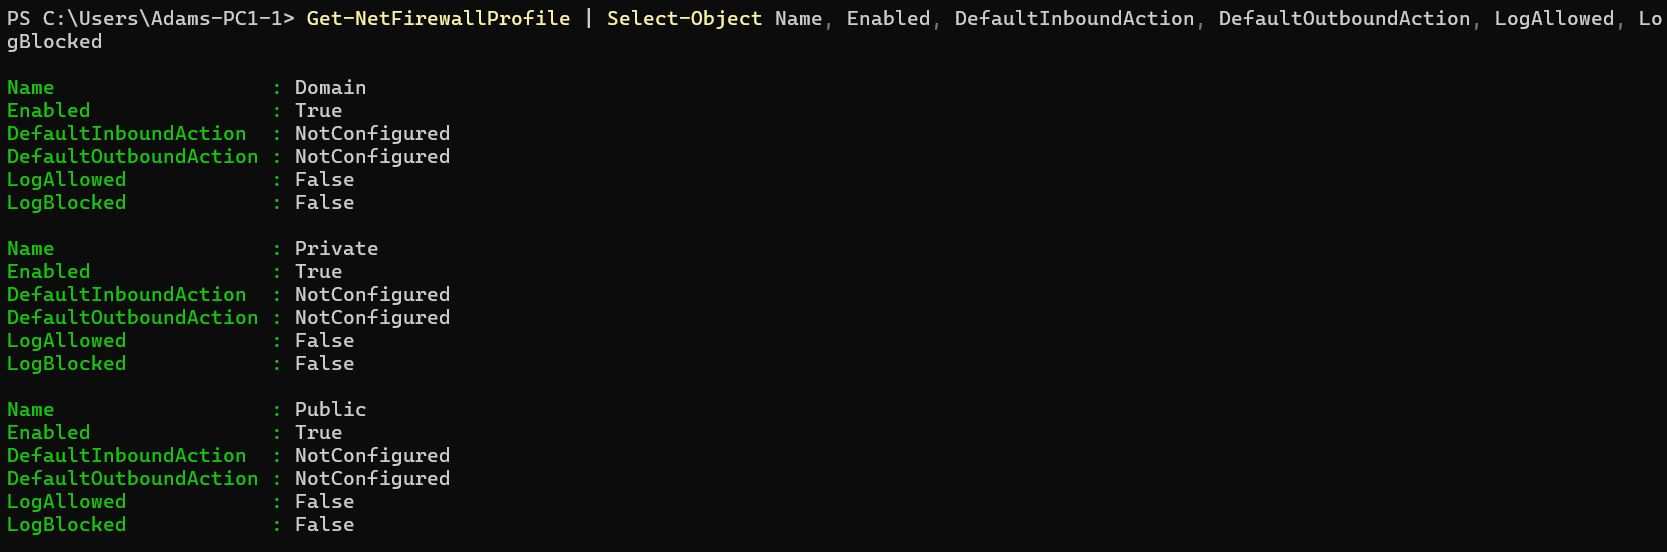 PS C:\Users\Adams-PC1-1> Get-NetFirewallProfile | Select-Object Name, Enabled, DefaultInboundAction, DefaultOutboundAction, LogAllowed, Lo
gBlocked
Name : Domain
Enabled : True
DefaultInboundAction : NotConfigured
DefaultOutboundAction : NotConfigured
LogAllowed : False
LogBlocked : False
Name : Private
Enabled : True
DefaultInboundAction : NotConfigured
DefaultOutboundAction : NotConfigured
LogAllowed : False
LogBlocked : False
Name : Public
Enabled : True
DefaultInboundAction : NotConfigured
DefaultOutboundAction : NotConfigured
LogAllowed : False
LogBlocked : False